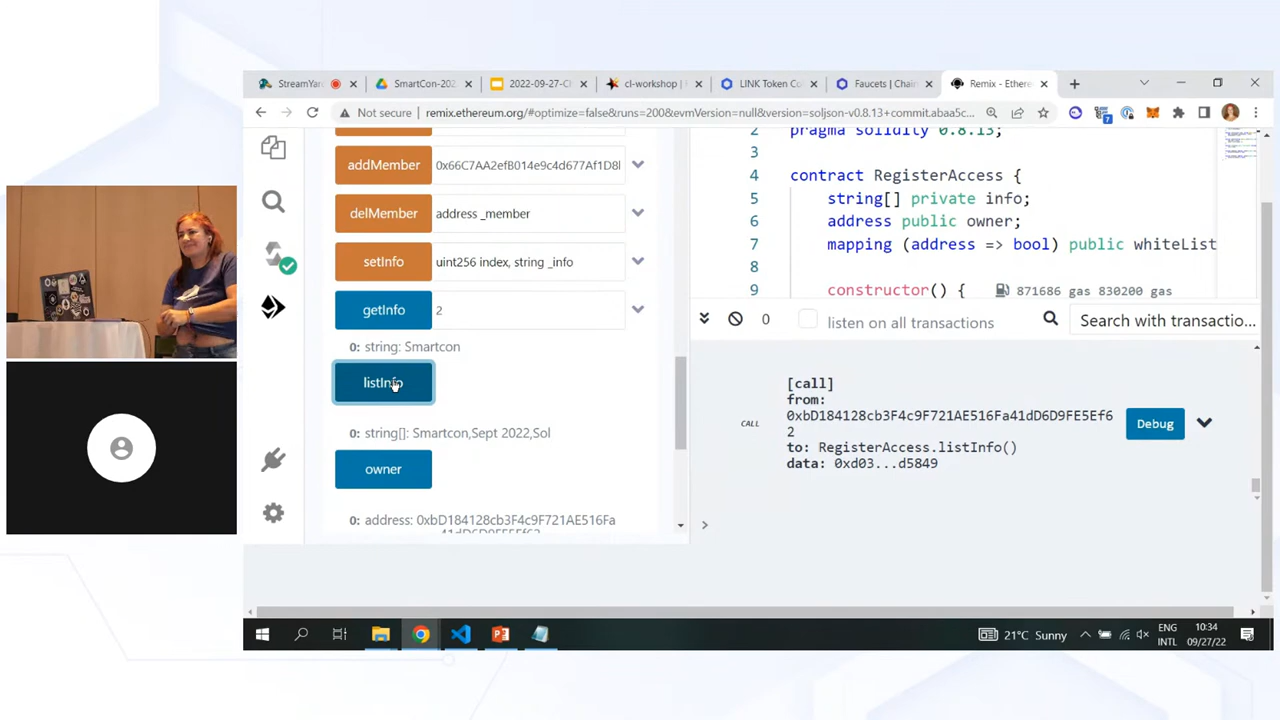 StreamYar
SmartCon-202
2022-09-27-Ch
cl-workshop |
LINK Token Co
Faucets | Chain
Remix - Ethere
Not secure
remix.ethereum.org/#optimize=false&runs=200&evmVersion=null&version=soljson-v0.8.13+commit.abaa5c...
7
addMember
0x66C7AA2efB014e9c4d677Af1D8l
delMember
address _member
setInfo
uint256 index, string _info
getInfo
2
0: string: Smartcon
listInfo
0: string[]: Smartcon,Sept 2022,Sol
owner
0: address: 0xbD184128cb3F4c9F721AE516Fa
2 pragma solidity 0.8.13;
3
4 contract RegisterAccess {
5 string[] private info;
6 address public owner;
7 mapping (address => bool) public whiteList
8
9 constructor() { 871686 gas 830200 gas
0
listen on all transactions
Search with transactio...
CALL
[call]
from:
0xbD184128cb3F4c9F721AE516Fa41dD6D9FE5Ef6
2
to: RegisterAccess.listInfo()
data: 0xd03...d5849
Debug
21°C Sunny
ENG
INTL
10:34
09/27/22